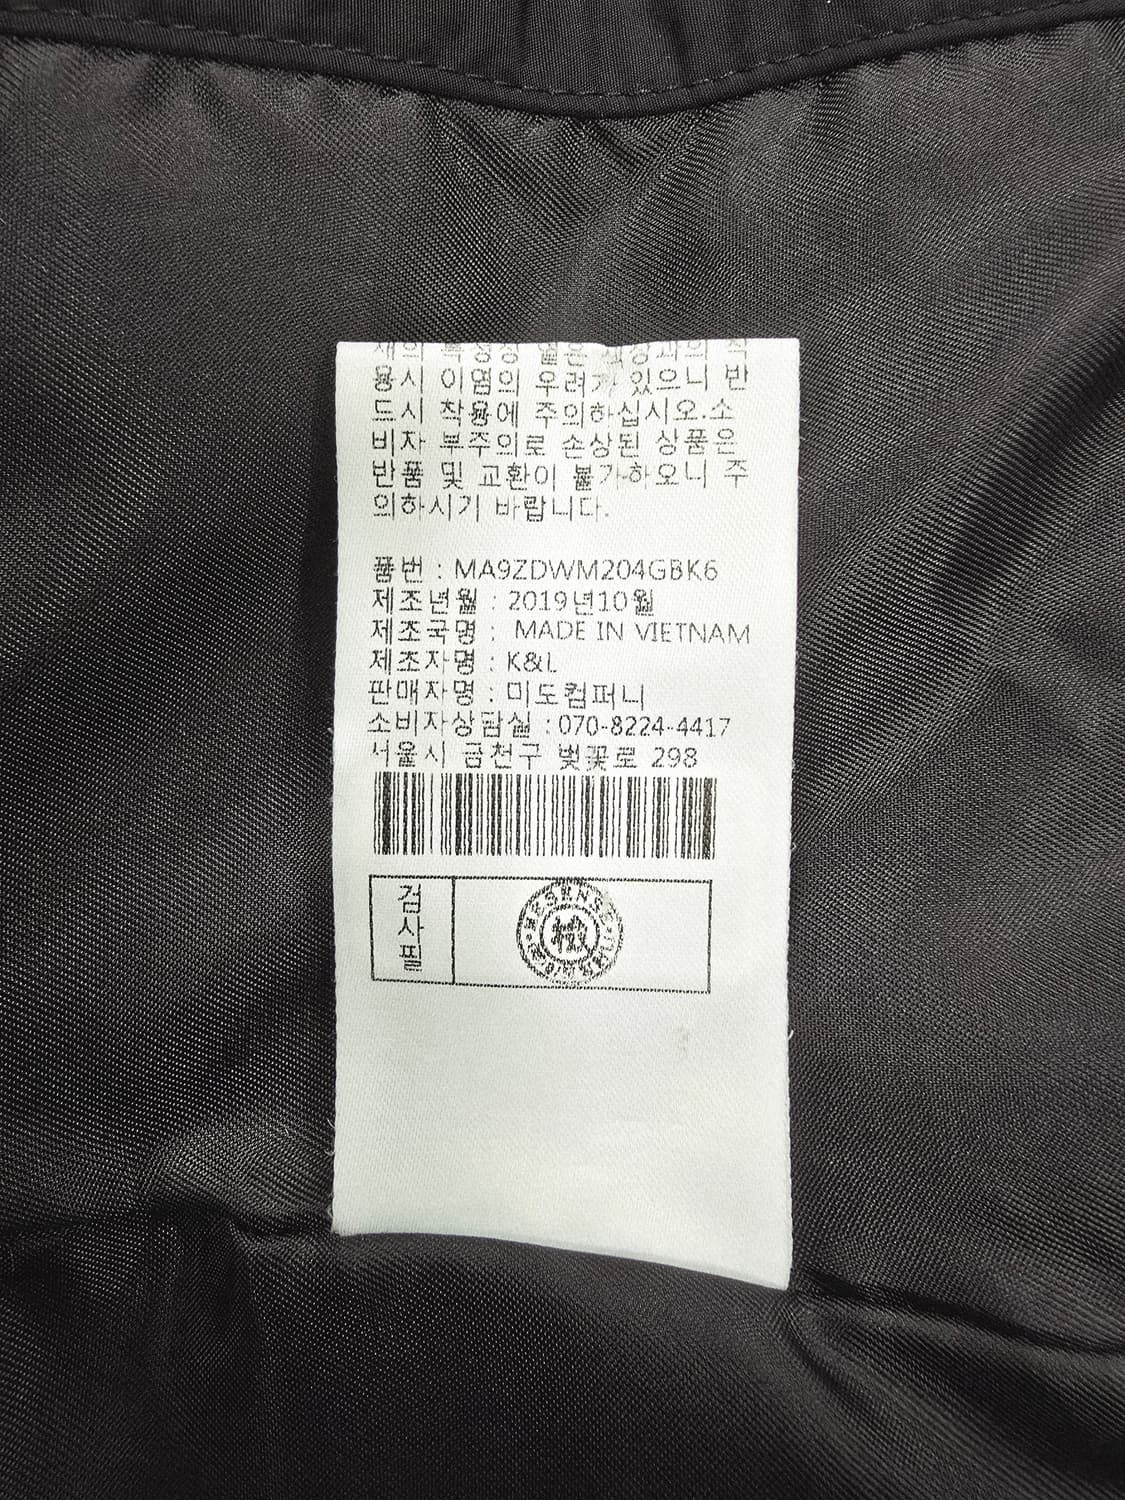 용시 이염의 우려가 있으니 반
드시 착용에 주의하십시오.소
비자 부주의로 손상된 상품은
반품 및 교환이 불가하오니 주
의하시기 바랍니다.
품번 : MA9ZDWM204GBK6
제조년월 : 2019년10월
제조국명 : MADE IN VIETNAM
제조자명 : K&L
판매자명 : 미도컴퍼니
소비자상담실 :070-8224-4417
서울시 금천구 벚꽃로 298
검사필